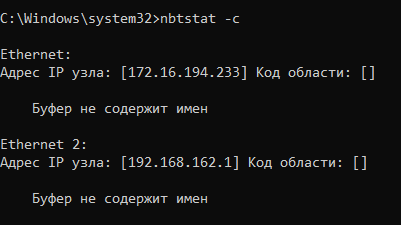 C:\Windows\system32>nbtstat -c
Ethernet:
Адрес IP узла: [172.16.194.233] Код области: []
Буфер не содержит имен
Ethernet 2:
Адрес IP узла: [192.168.162.1] Код области: []
Буфер не содержит имен